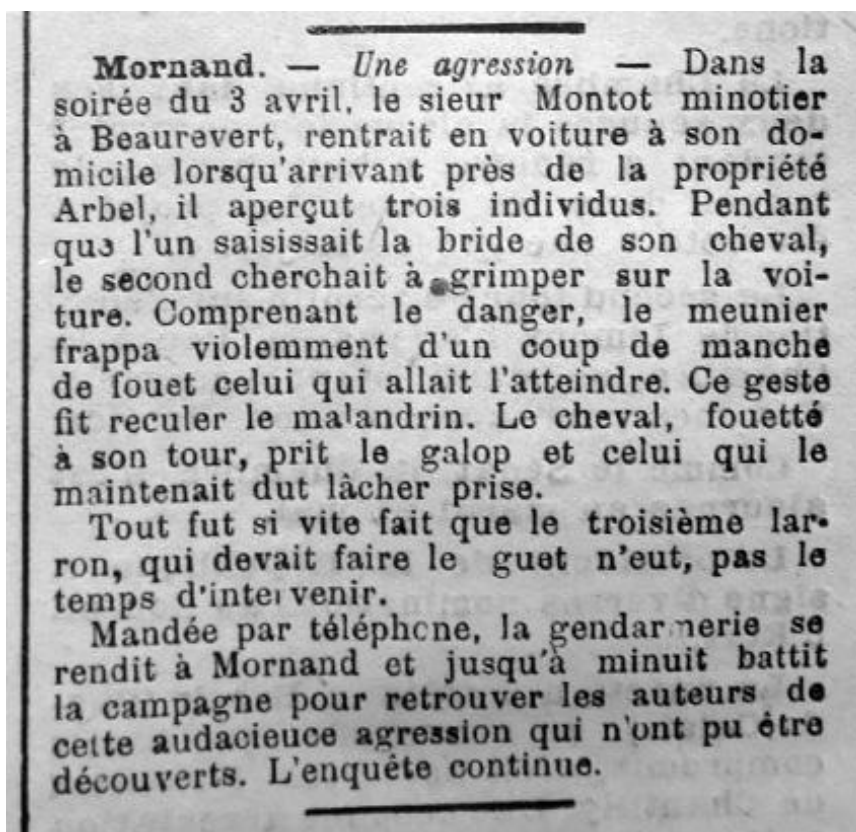 Mornand. — Une agression — Dans la
soirée du 3 avril, le sieur Montot minotier
à Beaurevert, rentrait en voiture à son do-
micile lorsqu'arrivant près de la propriété
Arbel, il aperçut trois individus. Pendant
que l'un saisissait la bride de son cheval,
le second cherchait à grimper sur la voi-
ture. Comprenant le danger, le meunier
frappa violemment d'un coup de manche
de fouet celui qui allait l'atteindre. Ce geste
fit reculer le malandrin. Le cheval, fouetté
à son tour, prit le galop et celui qui le
maintenait dut lâcher prise.
Tout fut si vite fait que le troisième lar-
ron, qui devait faire le guet n'eut, pas le
temps d'intervenir.
Mandée par téléphone, la gendarmerie se
rendit à Mornand et jusqu'à minuit battit
la campagne pour retrouver les auteurs de
cette audacieuce agression qui n'ont pu être
découverts. L'enquête continue.